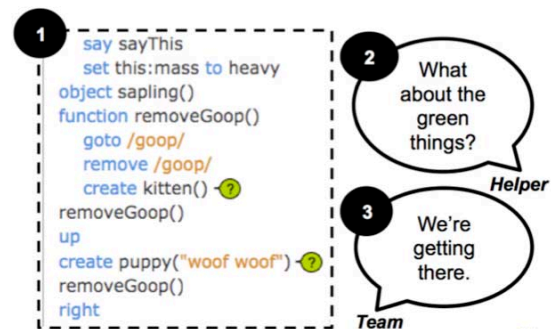 1
say sayThis
set this:mass to heavy
object sapling()
function removeGoop()
goto /goop/
remove /goop/
create kitten() ?
removeGoop()
up
create puppy("woof woof") ?
removeGoop()
right
2
What
about the
green
things?
Helper
3
We're
getting
there.
Team